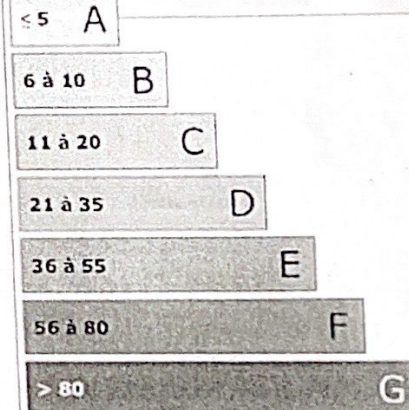 ≤ 5 A
6 à 10 B
11 à 20 C
21 à 35 D
36 à 55 E
56 à 80 F
> 80 G